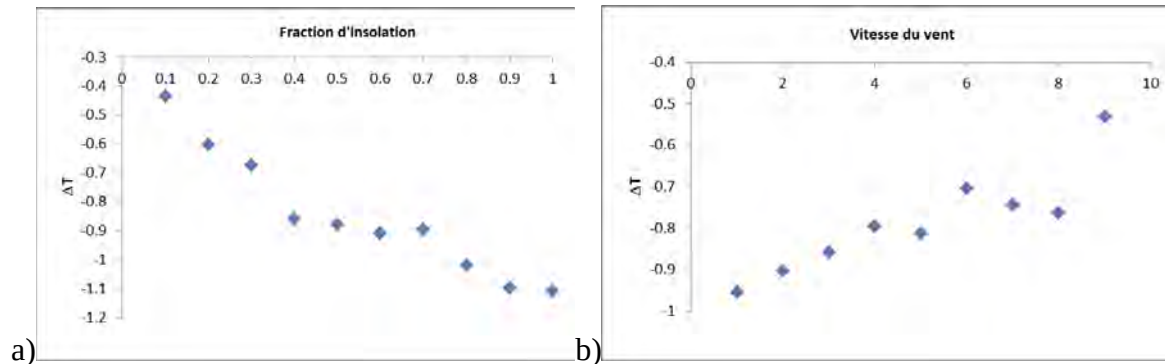 Fraction d'insolation
-0.3
0 0.1 0.2 0.3 0.4 0.5 0.6 0.7 0.8 0.9 1
-0.4
-0.5
-0.6
-0.7
-0.8
-0.9
-1
-1.1
-1.2
ΔT
a)
Vitesse du vent
-0.4
0 2 4 6 8 10
-0.5
-0.6
-0.7
-0.8
-0.9
-1
ΔT
b)